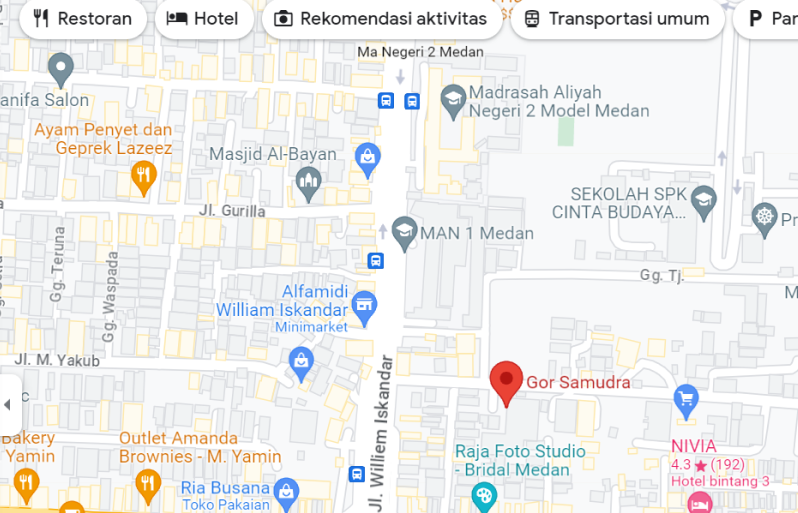 Restoran
Hotel
Rekomendasi aktivitas
Transportasi umum
P
Ma Negeri 2 Medan
Madrasah Aliyah
Negeri 2 Model Medan
anifa Salon
Ayam Penyet dan
Geprek Lazeez
Masjid Al-Bayan
SEKOLAH SPK
CINTA BUDAYA...
Jl. Gurilla
MAN 1 Medan
Pr
Gg. Teruna
Gg. Waspada
Gg. Tj.
M
Alfamidi
William Iskandar
Minimarket
Jl. M. Yakub
Jl. Williem Iskandar
Gor Samudra
Bakery
Yamin
Outlet Amanda
Brownies - M. Yamin
Raja Foto Studio
- Bridal Medan
NIVIA
4.3 ★ (192)
Hotel bintang 3
Ria Busana
Toko Pakaian